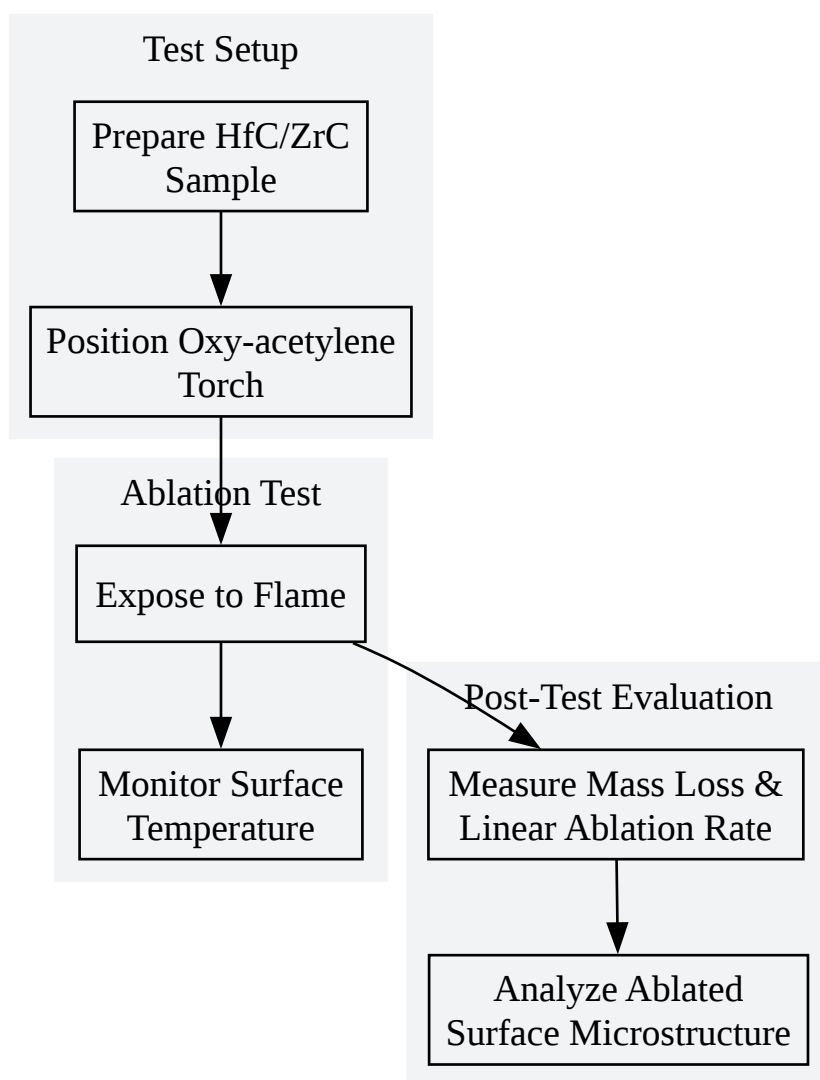 Test Setup
Prepare HfC/ZrC
Sample
Position Oxy-acetylene
Torch
Ablation Test
Expose to Flame
Monitor Surface
Temperature
Post-Test Evaluation
Measure Mass Loss &
Linear Ablation Rate
Analyze Ablated
Surface Microstructure